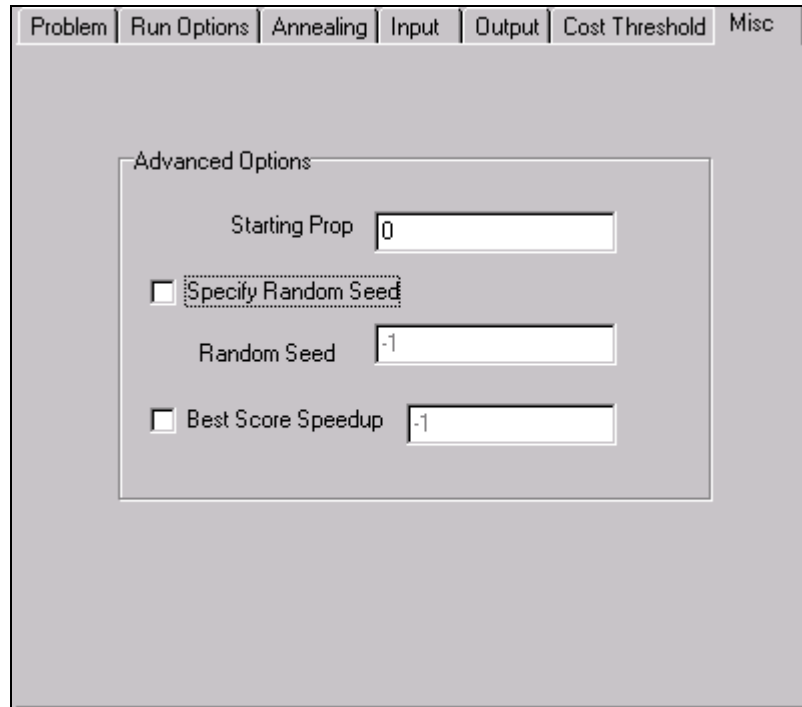 Problem Run Options Annealing Input Output Cost Threshold Misc
Advanced Options
Starting Prop 0
Specify Random Seed
Random Seed -1
Best Score Speedup -1